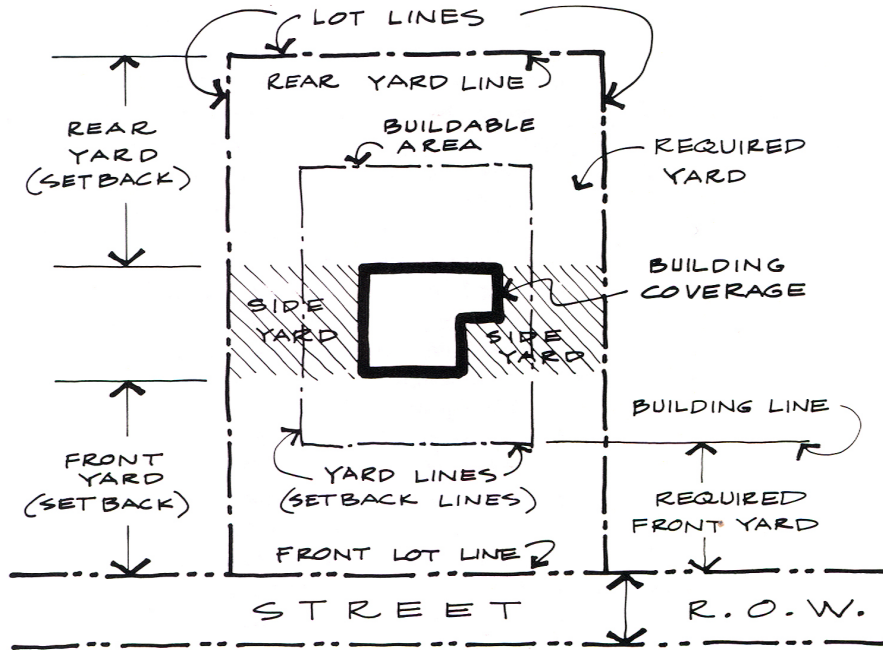 LOT LINES
REAR YARD LINE
BUILDABLE
AREA
REAR
YARD
(SETBACK)
REQUIRED
YARD
BUILDING
COVERAGE
SIDE
YARD
SIDE
YARD
BUILDING LINE
FRONT
YARD
(SETBACK)
YARD LINES
(SETBACK LINES)
REQUIRED
FRONT YARD
FRONT LOT LINE
STREET
R.O.W.